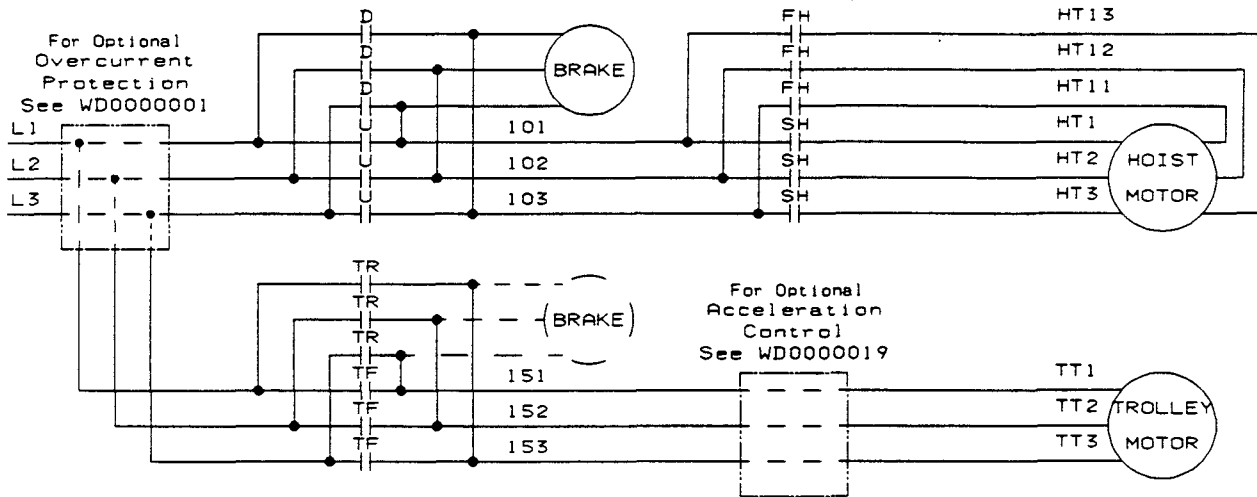 For Optional
Overcurrent
Protection
See WD0000001
L1
L2
L3
D
D
D
U
U
U
BRAKE
101
102
103
FH
FH
FH
SH
SH
SH
HT13
HT12
HT11
HT1
HT2
HT3
HOIST
MOTOR
TR
TR
TR
TF
TF
TF
(BRAKE)
151
152
153
For Optional
Acceleration
Control
See WD0000019
TT1
TT2
TT3
TROLLEY
MOTOR